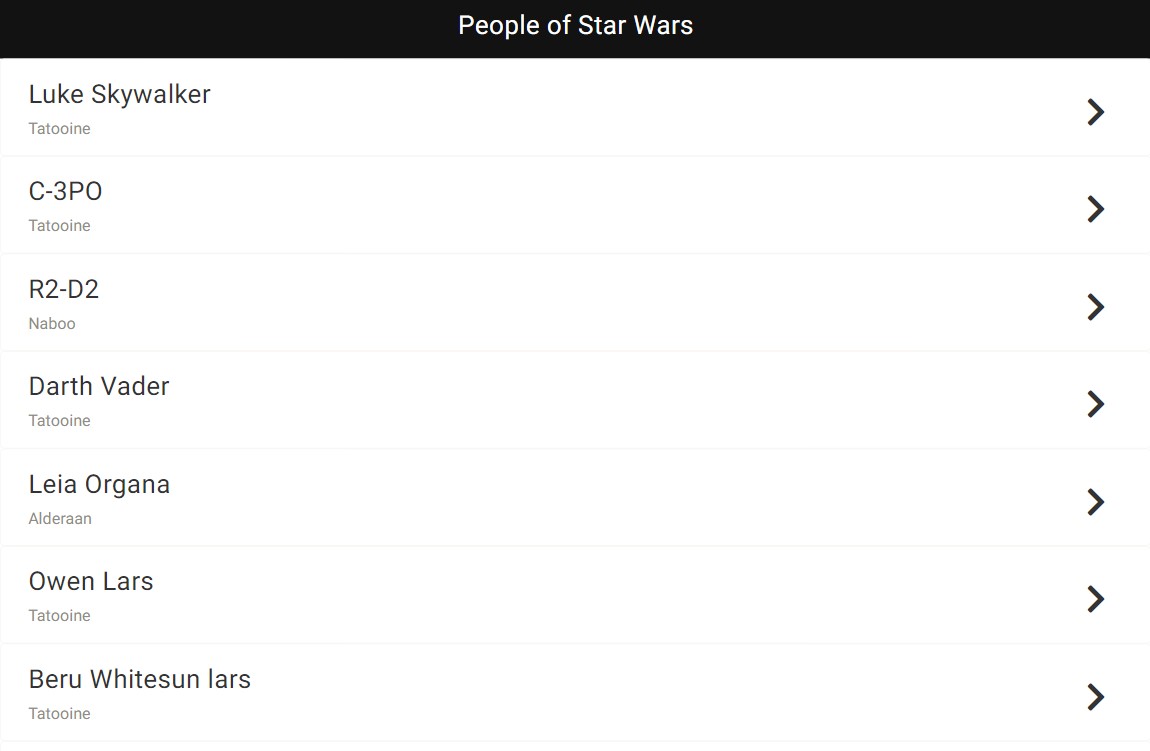 People of Star Wars
Luke Skywalker
Tatooine
C-3PO
Tatooine
R2-D2
Naboo
Darth Vader
Tatooine
Leia Organa
Alderaan
Owen Lars
Tatooine
Beru Whitesun lars
Tatooine